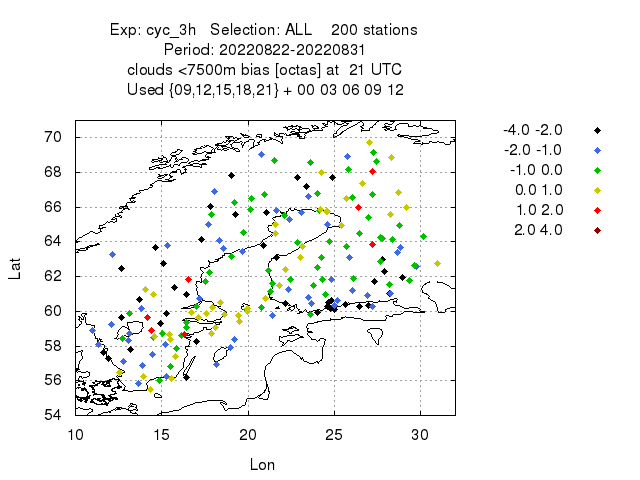 Exp: cyc_3h   Selection: ALL    200 stations
Period: 20220822-20220831
clouds <7500m bias [octas] at  21 UTC
Used {09,12,15,18,21} + 00 03 06 09 12
70
68
66
64
62
60
58
56
54
Lat
10 15 20 25 30
Lon
-4.0 -2.0
-2.0 -1.0
-1.0 0.0
0.0 1.0
1.0 2.0
2.0 4.0